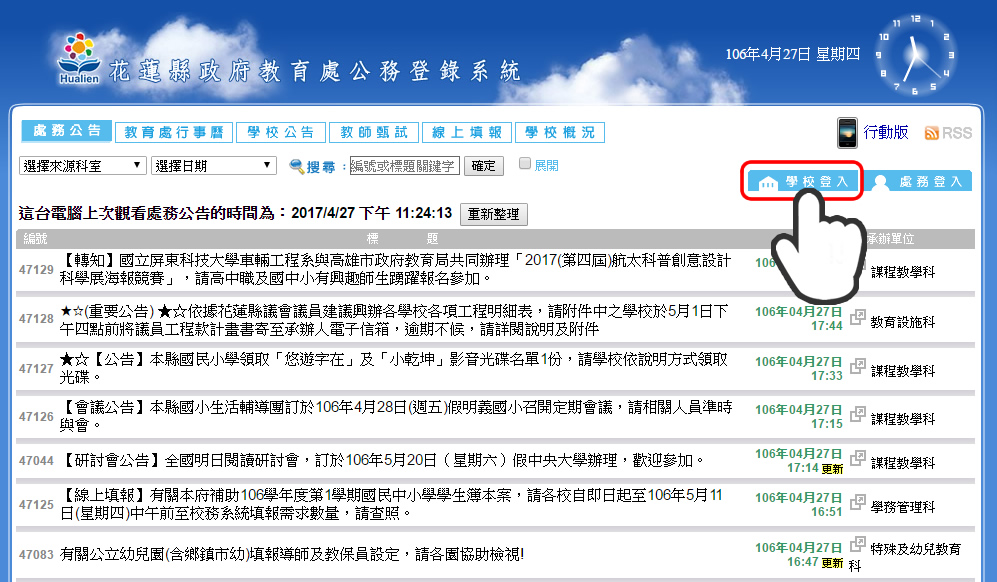 Hualien
花蓮縣政府教育處公務登錄系統
106年4月27日 星期四
12
11
1
10
2
9
3
8
4
7
5
6
處務公告 教育處行事曆 學校公告 教師甄試 線上填報 學校概況
行動版 RSS
選擇來源科室 選擇日期 搜尋： 編號或標題關鍵字 確定 展開
學校登入 處務登入
這台電腦上次觀看處務公告的時間為：2017/4/27 下午 11:24:13 重新整理
編號 標 題 承辦單位
47129 【轉知】國立屏東科技大學車輛工程系與高雄市政府教育局共同辦理「2017(第四屆)航太科普創意設計
科學展海報競賽」，請高中職及國中小有興趣師生踴躍報名參加。
106 課程教學科
47128 ★☆(重要公告) ★☆依據花蓮縣議會議員建議興辦各學校各項工程明細表，請附件中之學校於5月1日下
午四點前將議員工程款計畫書寄至承辦人電子信箱，逾期不候，請詳閱說明及附件
106年04月27日
17:44 教育設施科
47127 ★☆【公告】本縣國民小學領取「悠遊字在」及「小乾坤」影音光碟名單1份，請學校依說明方式領取
光碟。
106年04月27日
17:33 課程教學科
47126 【會議公告】本縣國小生活輔導團訂於106年4月28日(週五)假明義國小召開定期會議，請相關人員準時
與會。
106年04月27日
17:15 課程教學科
47044 【研討會公告】全國明日閱讀研討會，訂於106年5月20日（星期六）假中央大學辦理，歡迎參加。
106年04月27日
17:14 更新 課程教學科
47125 【線上填報】有關本府補助106學年度第1學期國民中小學學生簿本案，請各校自即日起至106年5月11
日(星期四)中午前至校務系統填報需求數量，請查照。
106年04月27日
16:51 學務管理科
47083 有關公立幼兒園(含鄉鎮市幼)填報導師及教保員設定，請各園協助檢視!
106年04月27日
16:47 更新 特殊及幼兒教育
科